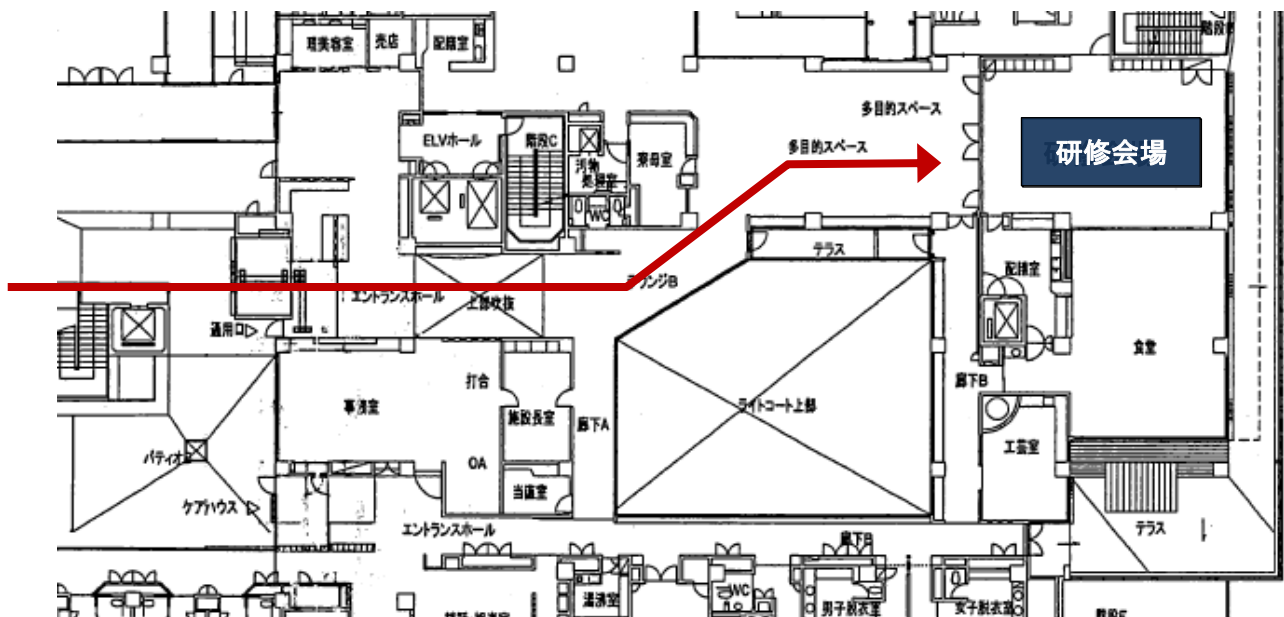 理美容室
売店
配膳室
階段E
多目的スペース
ELVホール
階段C
汚物
処理室
寮母室
多目的スペース
研修会場
WC
テラス
ラウンジB
配膳室
エントランスホール
上部吹抜
通用口
食堂
打合
廊下B
事務室
施設長室
廊下A
ライトコート上部
パティオ
OA
工芸室
当直室
ケアハウス
エントランスホール
テラス
廊下B
湯沸室
WC
男子脱衣室
女子脱衣室